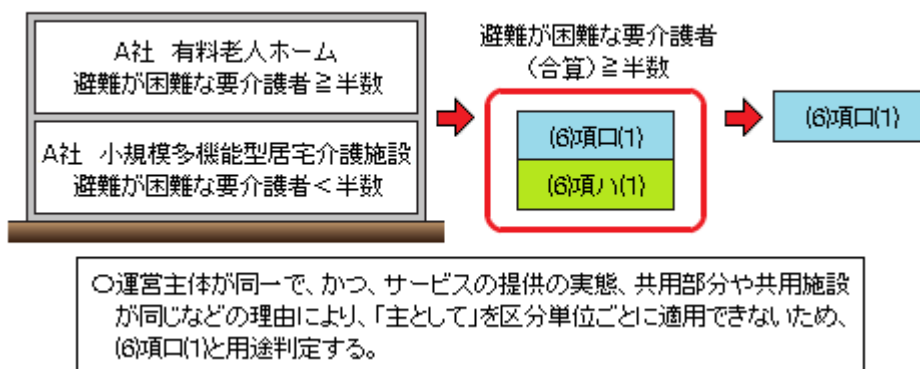 A社 有料老人ホーム
避難が困難な要介護者≧半数
A社 小規模多機能型居宅介護施設
避難が困難な要介護者<半数
避難が困難な要介護者
(合算)≧半数
(6)項ロ(1)
(6)項ハ(1)
(6)項ロ(1)
○運営主体が同一で、かつ、サービスの提供の実態、共用部分や共用施設
が同じなどの理由により、「主として」を区分単位ごとに適用できないため、
(6)項ロ(1)と用途判定する。